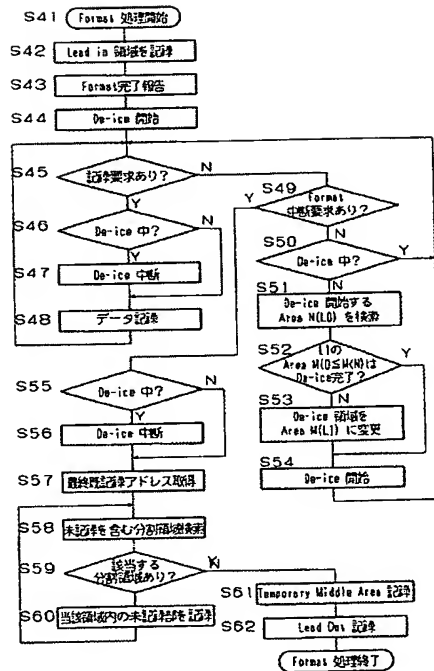 S41 Format 処理開始
S42 Lead in 領域を記録
S43 Format完了報告
S44 De-ice 開始
S45 記録要求あり？
N
Y
S46 De-ice 中？
N
Y
S47 De-ice 中断
S48 データ記録
S49 Format 中断要求あり？
Y
N
S50 De-ice 中？
Y
N
S51 De-ice 開始する
Area N(L0) を検索
S52 L1の
Area M(0≦M≦N)は
De-ice完了？
Y
N
S53 De-ice 領域を
Area M(L1) に変更
S54 De-ice 開始
S55 De-ice 中？
N
Y
S56 De-ice 中断
S57 最終既記録アドレス取得
S58 未記録を含む分割領域検索
S59 該当する
分割領域あり？
N
S60 当該領域内の未記録部を記録
S61 Temporary Middle Area 記録
S62 Lead Out 記録
Format 処理終了